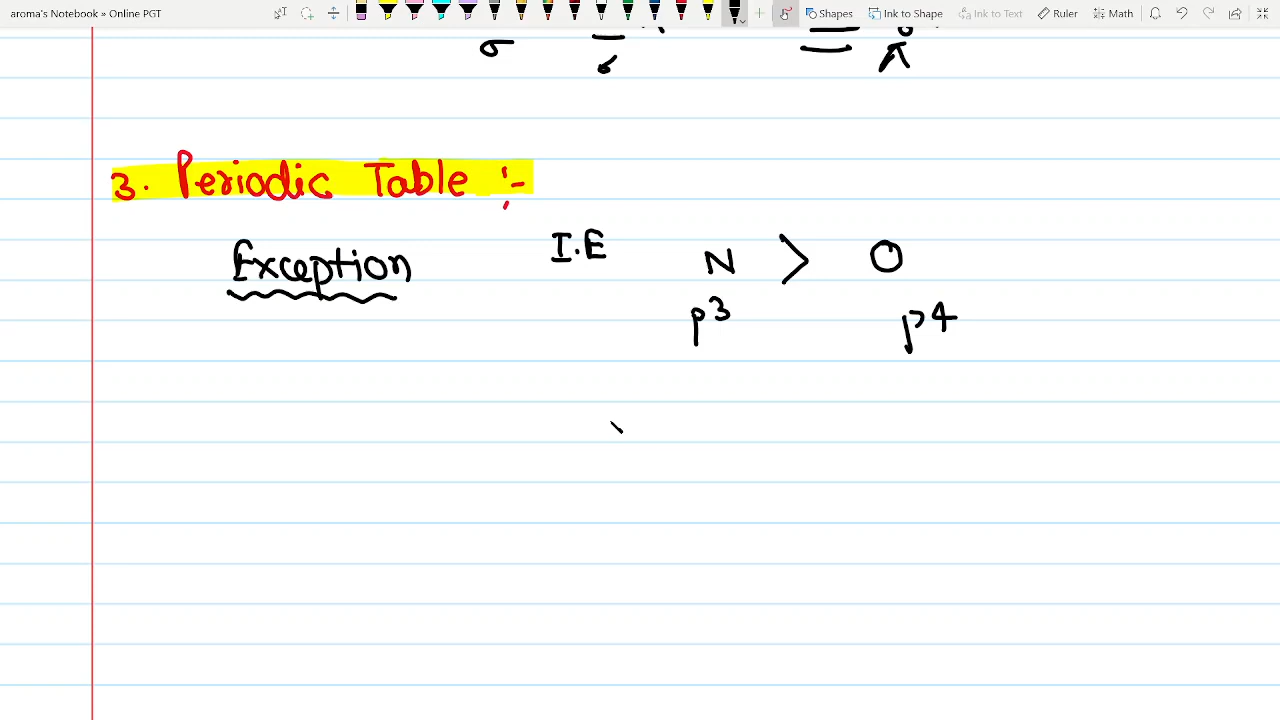 aroma's Notebook » Online PGT
Shapes Ink to Shape Ink to Text Ruler Math
3. Periodic Table :-
Exception I.E N > O
p3 p4